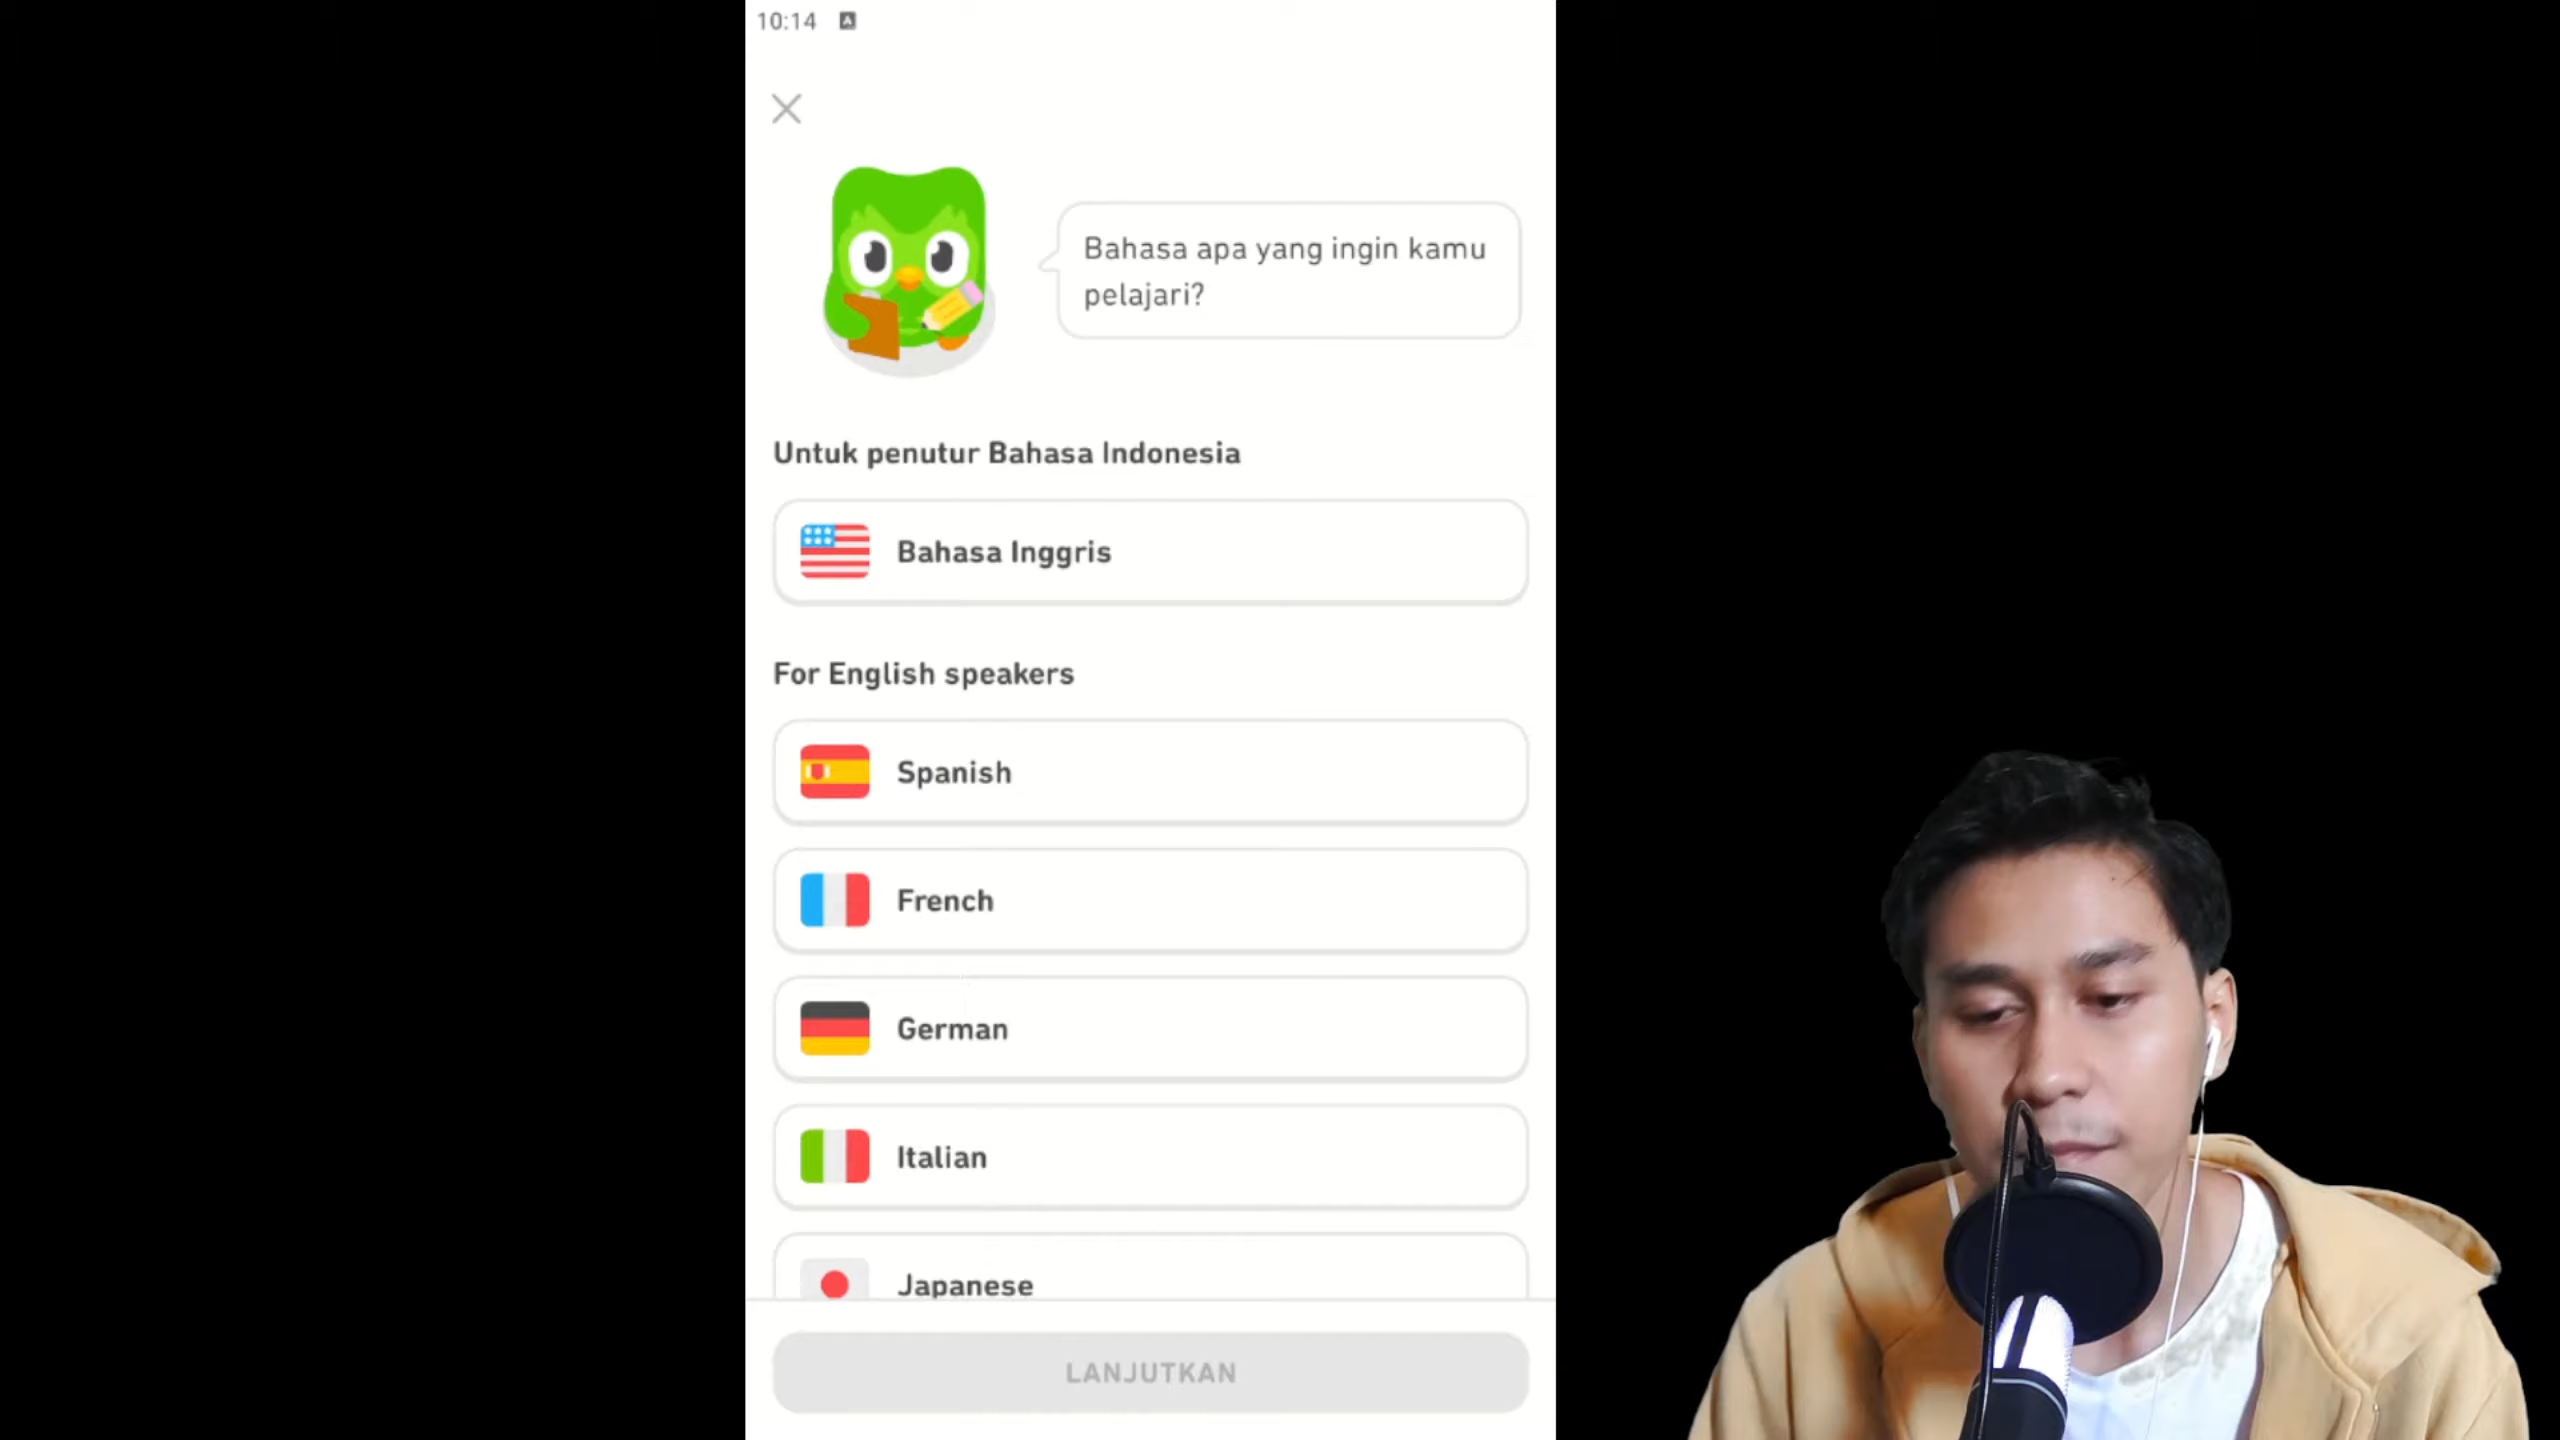 10:14
Bahasa apa yang ingin kamu
pelajari?
Untuk penutur Bahasa Indonesia
Bahasa Inggris
For English speakers
Spanish
French
German
Italian
Japanese
LANJUTKAN